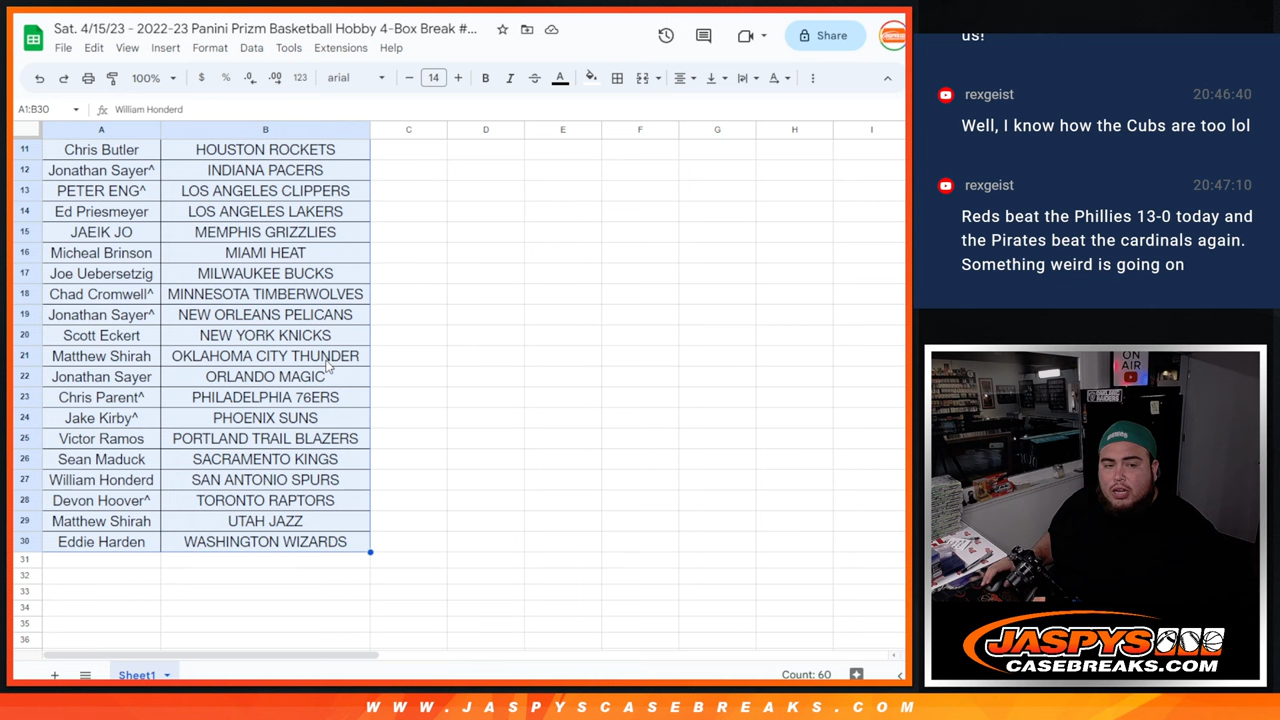 Sat. 4/15/23 - 2022-23 Panini Prizm Basketball Hobby 4-Box Break #...
File Edit View Insert Format Data Tools Extensions Help
Share
100% $ % .0 .00 123 arial 14 B I A
A1:B30 fx William Honderd
A B C D E F G H I
11 Chris Butler HOUSTON ROCKETS
12 Jonathan Sayer^ INDIANA PACERS
13 PETER ENG^ LOS ANGELES CLIPPERS
14 Ed Priesmeyer LOS ANGELES LAKERS
15 JAEIK JO MEMPHIS GRIZZLIES
16 Micheal Brinson MIAMI HEAT
17 Joe Uebersetzig MILWAUKEE BUCKS
18 Chad Cromwell^ MINNESOTA TIMBERWOLVES
19 Jonathan Sayer^ NEW ORLEANS PELICANS
20 Scott Eckert NEW YORK KNICKS
21 Matthew Shirah OKLAHOMA CITY THUNDER
22 Jonathan Sayer ORLANDO MAGIC
23 Chris Parent^ PHILADELPHIA 76ERS
24 Jake Kirby^ PHOENIX SUNS
25 Victor Ramos PORTLAND TRAIL BLAZERS
26 Sean Maduck SACRAMENTO KINGS
27 William Honderd SAN ANTONIO SPURS
28 Devon Hoover^ TORONTO RAPTORS
29 Matthew Shirah UTAH JAZZ
30 Eddie Harden WASHINGTON WIZARDS
31
32
33
34
35
36
Sheet1 Count: 60
us!
rexgeist 20:46:40
Well, I know how the Cubs are too lol
rexgeist 20:47:10
Reds beat the Phillies 13-0 today and
the Pirates beat the cardinals again.
Something weird is going on
ON
AIR
JASPYS
CASEBREAKS.COM
WWW.JASPYSCASEBREAKS.COM